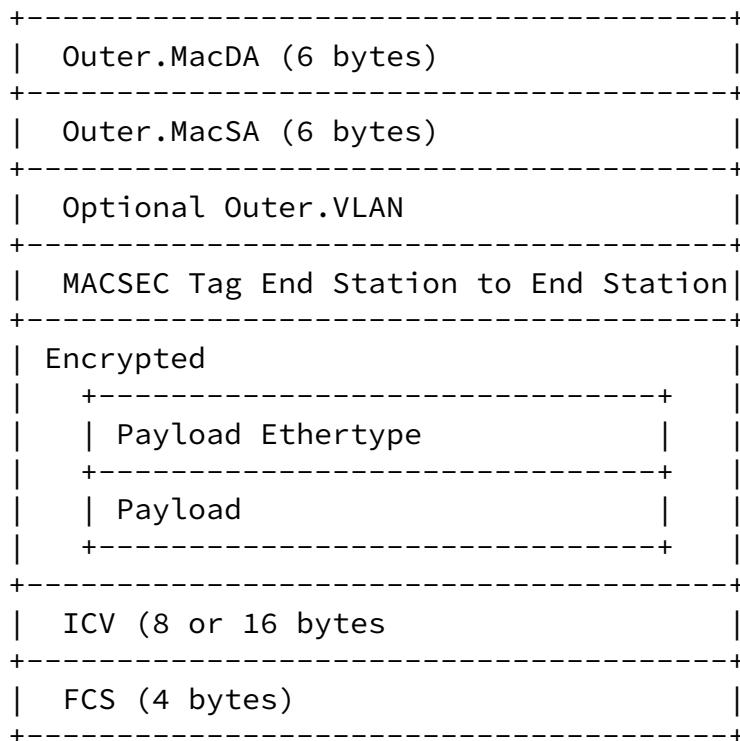 +---------------------------------------+
|  Outer.MacDA (6 bytes)                |
+---------------------------------------+
|  Outer.MacSA (6 bytes)                |
+---------------------------------------+
|  Optional Outer.VLAN                  |
+---------------------------------------+
|  MACSEC Tag End Station to End Station|
+---------------------------------------+
| Encrypted                             |
|   +-------------------------------+   |
|   | Payload Ethertype             |   |
|   +-------------------------------+   |
|   | Payload                       |   |
|   +-------------------------------+   |
+---------------------------------------+
|  ICV (8 or 16 bytes                   |
+---------------------------------------+
|  FCS (4 bytes)                        |
+---------------------------------------+